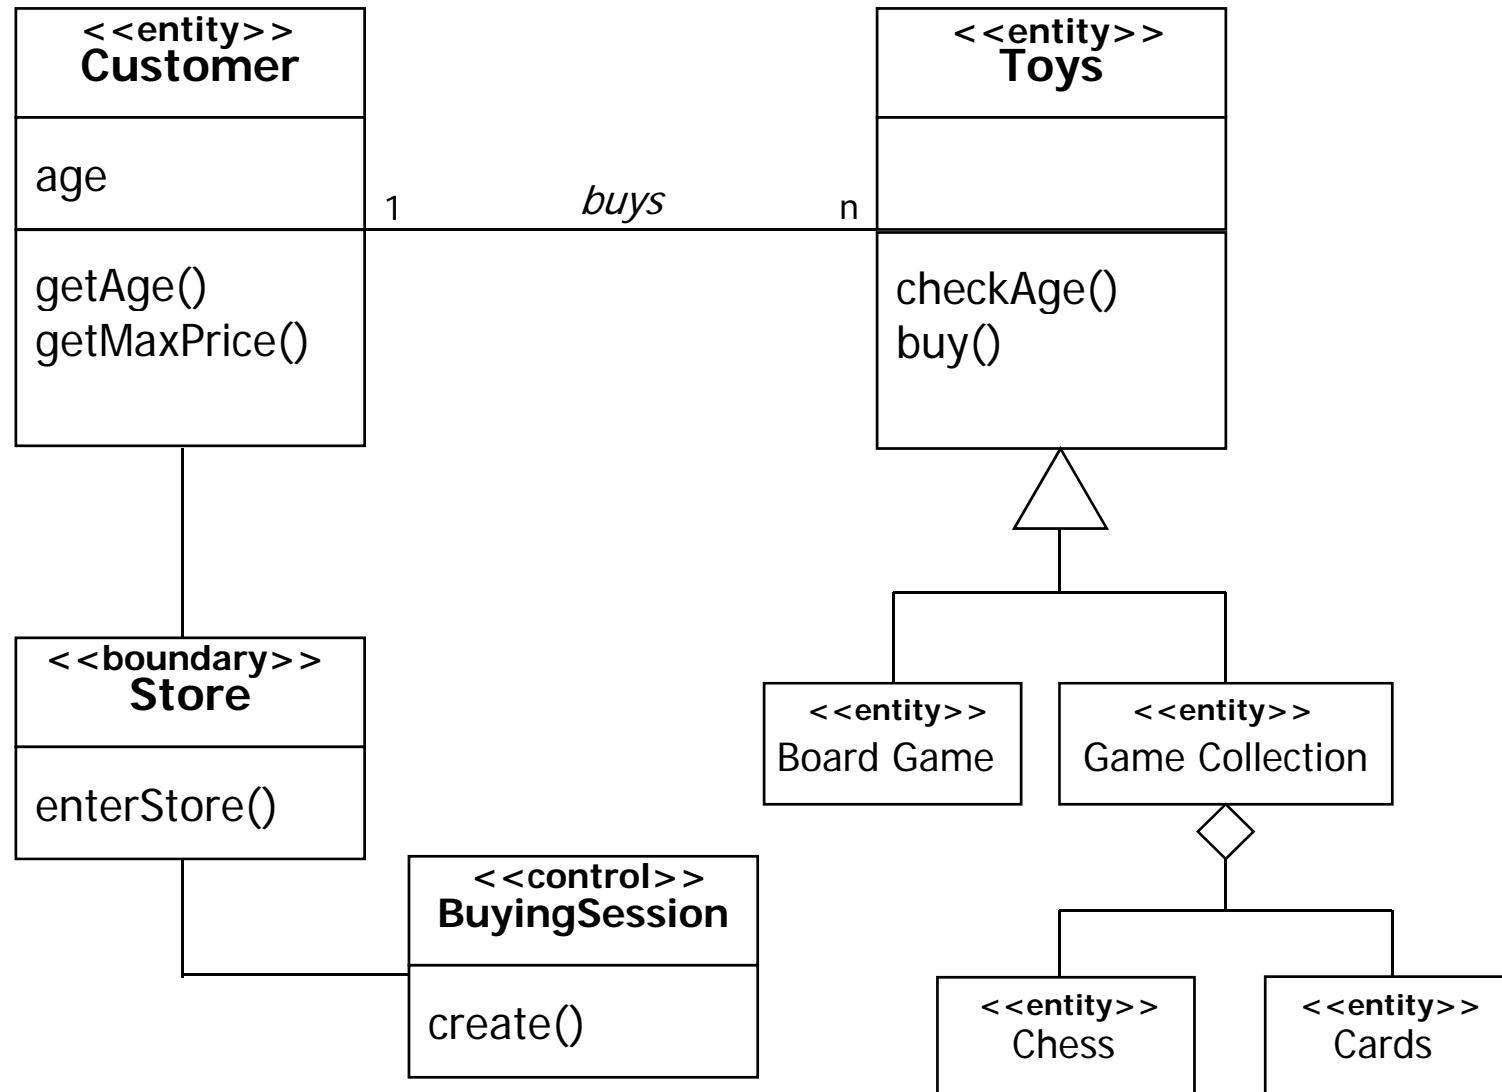 <<entity>>
Customer
age
getAge()
getMaxPrice()
1
buys
n
<<entity>>
Toys
checkAge()
buy()
<<boundary>>
Store
enterStore()
<<entity>>
Board Game
<<entity>>
Game Collection
<<control>>
BuyingSession
create()
<<entity>>
Chess
<<entity>>
Cards